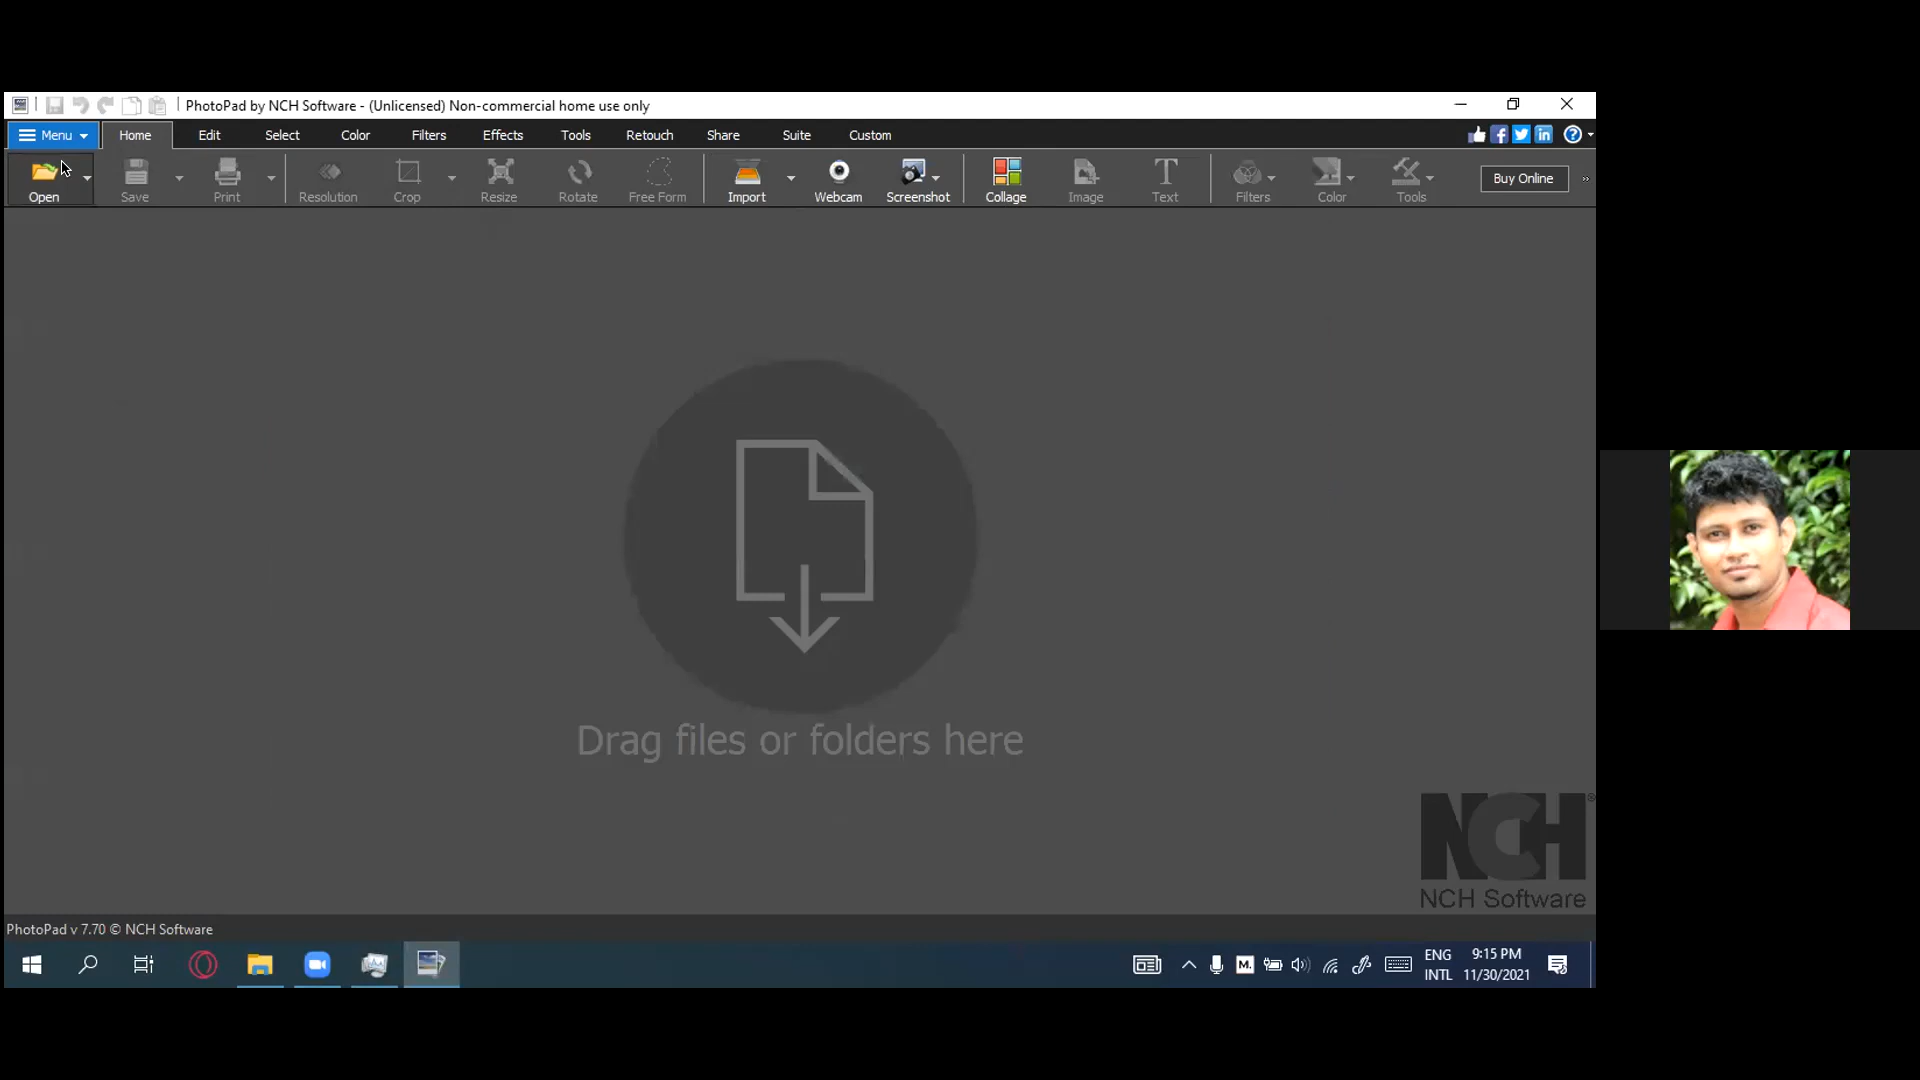 PhotoPad by NCH Software - (Unlicensed) Non-commercial home use only
Menu Home Edit Select Color Filters Effects Tools Retouch Share Suite Custom
Open Save Print Resolution Crop Resize Rotate Free Form Import Webcam Screenshot Collage Image Text Filters Color Tools Buy Online
Drag files or folders here
NCH®
NCH Software
PhotoPad v 7.70 © NCH Software
M. ENG 9:15 PM
INTL 11/30/2021